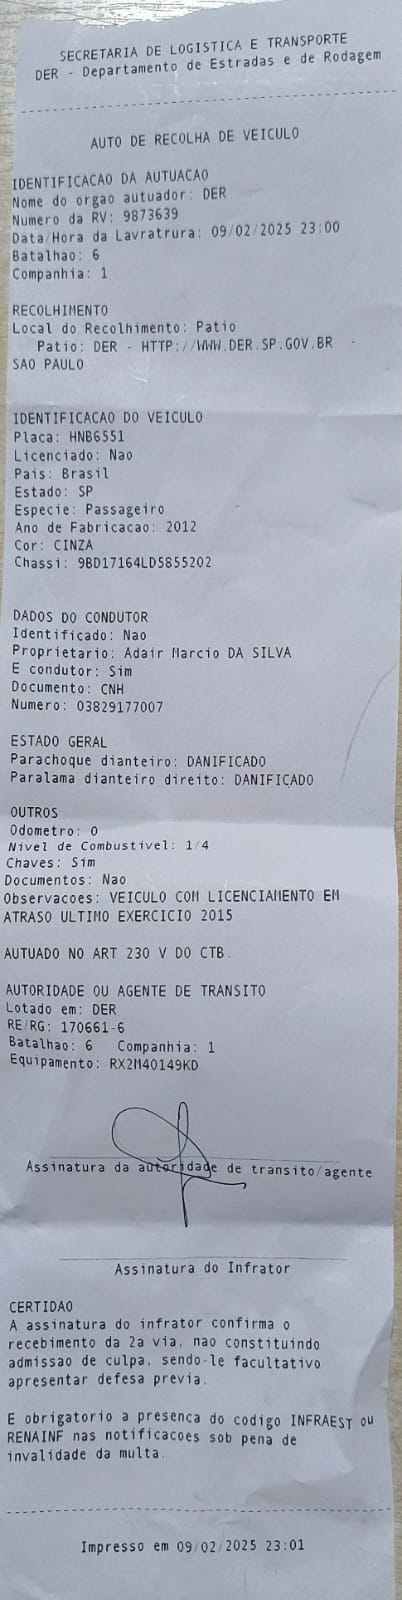 SECRETARIA DE LOGISTICA E TRANSPORTE
DER - Departamento de Estradas e de Rodagem
AUTO DE RECOLHA DE VEICULO
IDENTIFICACAO DA AUTUACAO
Nome do orgao autuador: DER
Numero da RV: 9873639
Data/Hora da Lavratrura: 09/02/2025 23:00
Batalhao: 6
Companhia: 1
RECOLHIMENTO
Local do Recolhimento: Patio
Patio: DER - HTTP://WWW.DER.SP.GOV.BR -
SAO PAULO
IDENTIFICACAO DO VEICULO
Placa: HNB6551
Licenciado: Nao
Pais: Brasil
Estado: SP
Especie: Passageiro
Ano de Fabricacao: 2012
Cor: CINZA
Chassi: 9BD17164LD5855202
DADOS DO CONDUTOR
Identificado: Nao
Proprietario: Adair Marcio DA SILVA
E condutor: Sim
Documento: CNH
Numero: 03829177007
ESTADO GERAL
Parachoque dianteiro: DANIFICADO
Paralama dianteiro direito: DANIFICADO
OUTROS
Odometro: 0
Nivel de Combustivel: 1/4
Chaves: Sim
Documentos: Nao
Observacoes: VEICULO COM LICENCIAMENTO EM
ATRASO ULTIMO EXERCICIO 2015
AUTUADO NO ART 230 V DO CTB.
AUTORIDADE OU AGENTE DE TRANSITO
Lotado em: DER
RE/RG: 170661-6
Batalhao: 6 Companhia: 1
Equipamento: RX2M40149KD
Assinatura da autoridade de transito/agente
Assinatura do Infrator
CERTIDAO
A assinatura do infrator confirma o
recebimento da 2a via, nao constituindo
admissao de culpa, sendo-le facultativo
apresentar defesa previa.
E obrigatorio a presenca do codigo INFRAEST ou
RENAINF nas notificacoes sob pena de
invalidade da multa.
Impresso em 09/02/2025 23:01